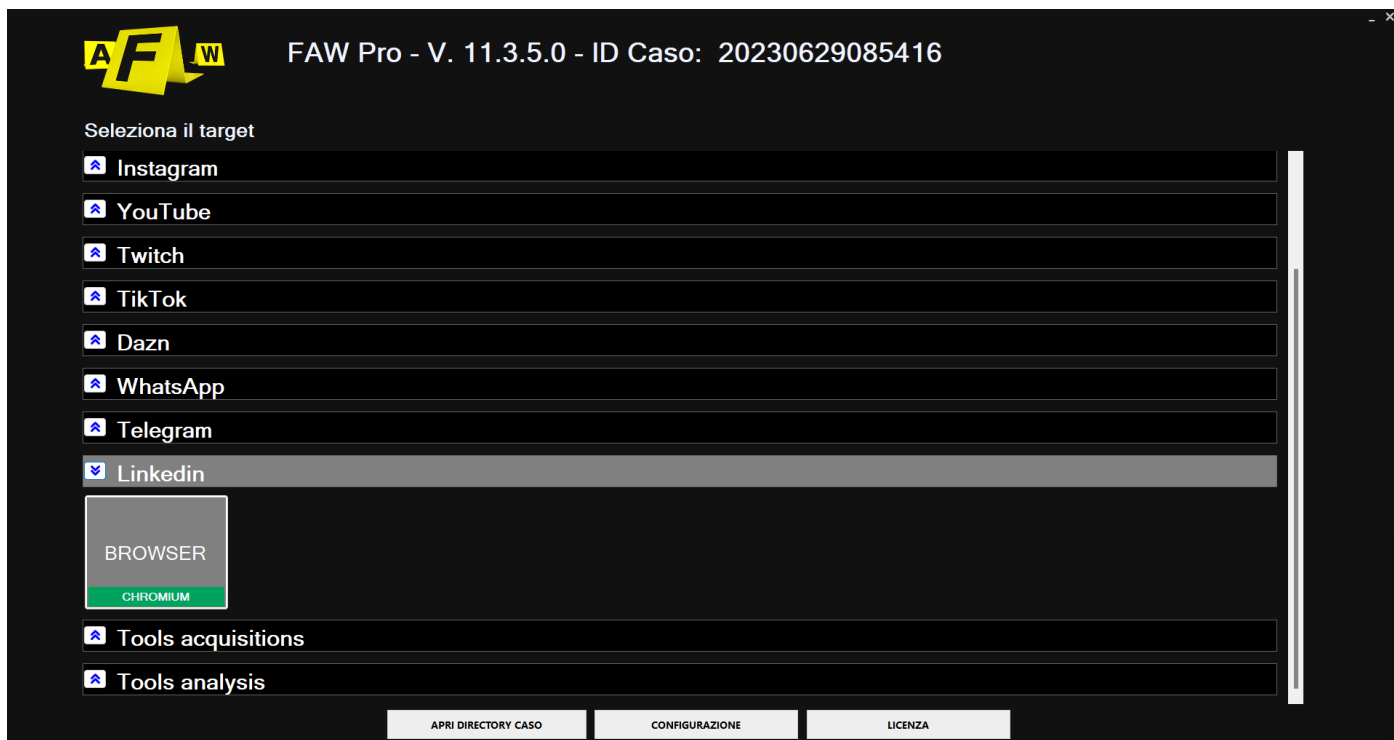 AFW
FAW Pro - V. 11.3.5.0 - ID Caso: 20230629085416
Seleziona il target
Instagram
YouTube
Twitch
TikTok
Dazn
WhatsApp
Telegram
Linkedin
BROWSER
CHROMIUM
Tools acquisitions
Tools analysis
APRI DIRECTORY CASO
CONFIGURAZIONE
LICENZA